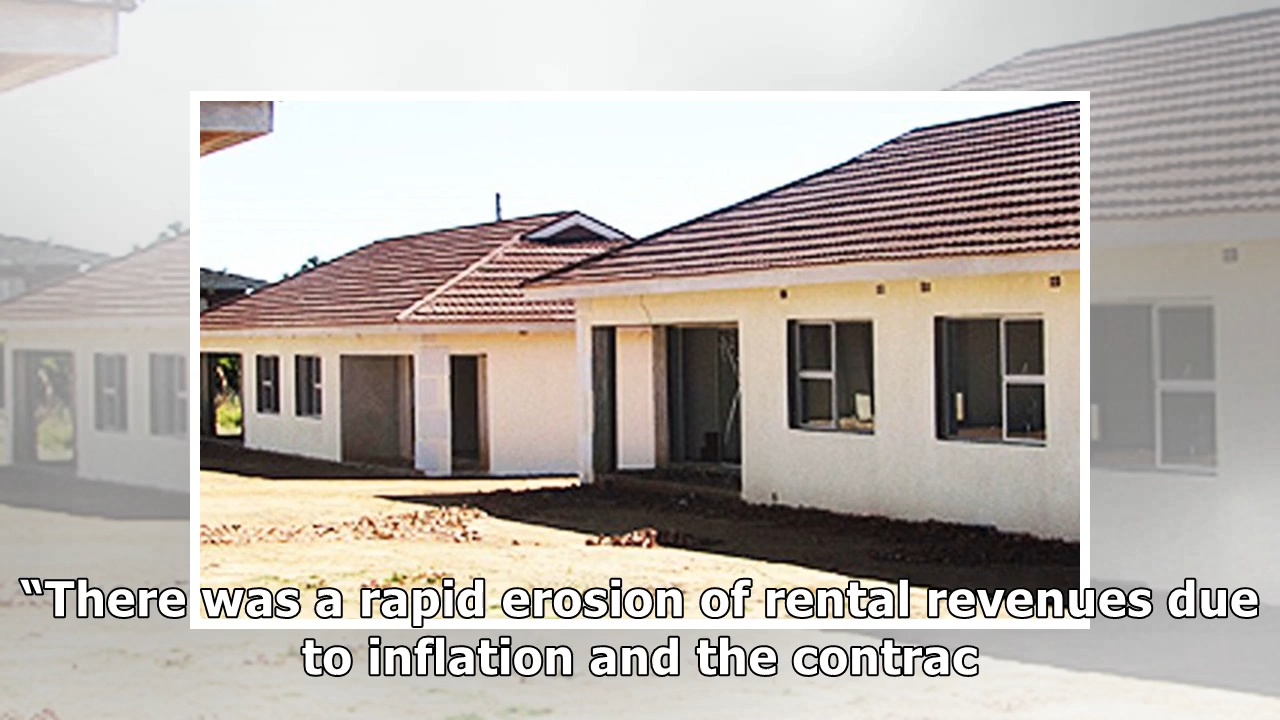 “There was a rapid erosion of rental revenues due
to inflation and the contrac